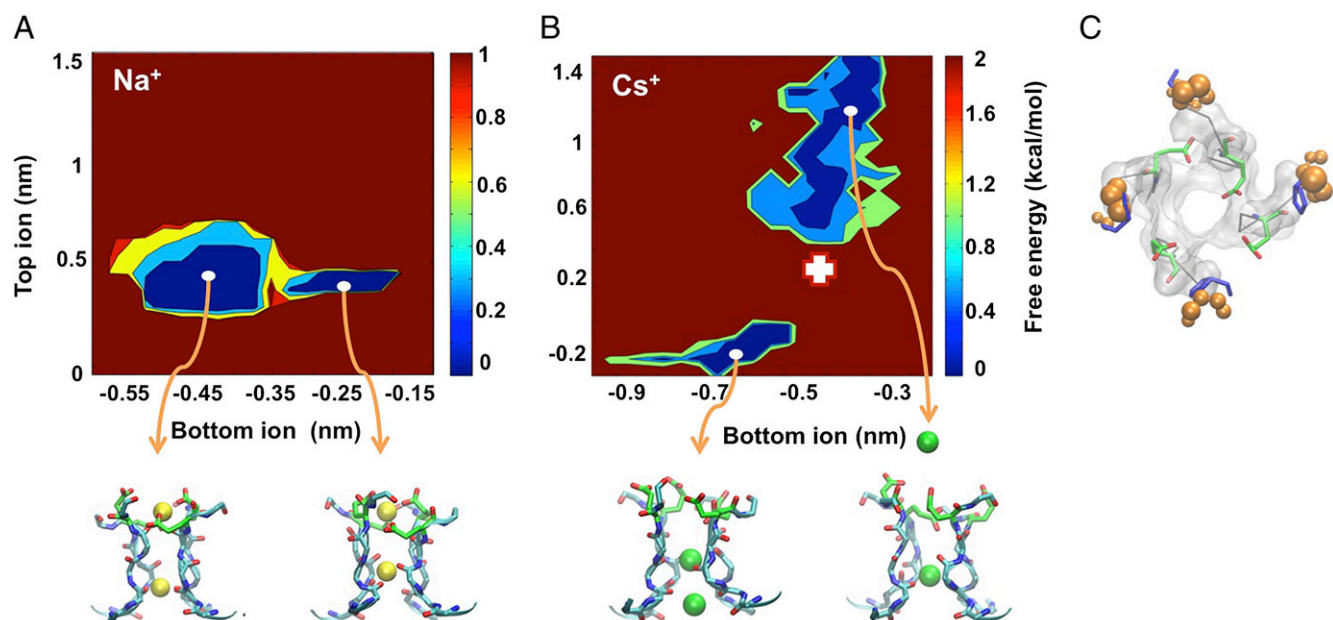 A
B
C
Na⁺
Cs⁺
Top ion (nm)
1.5
1
0.5
0
-0.55 -0.45 -0.35 -0.25 -0.15
Bottom ion (nm)
1
0.8
0.6
0.4
0.2
0
1.4
1
0.6
0.2
-0.2
-0.9 -0.7 -0.5 -0.3
Bottom ion (nm)
2
1.6
1.2
0.8
0.4
0
Free energy (kcal/mol)